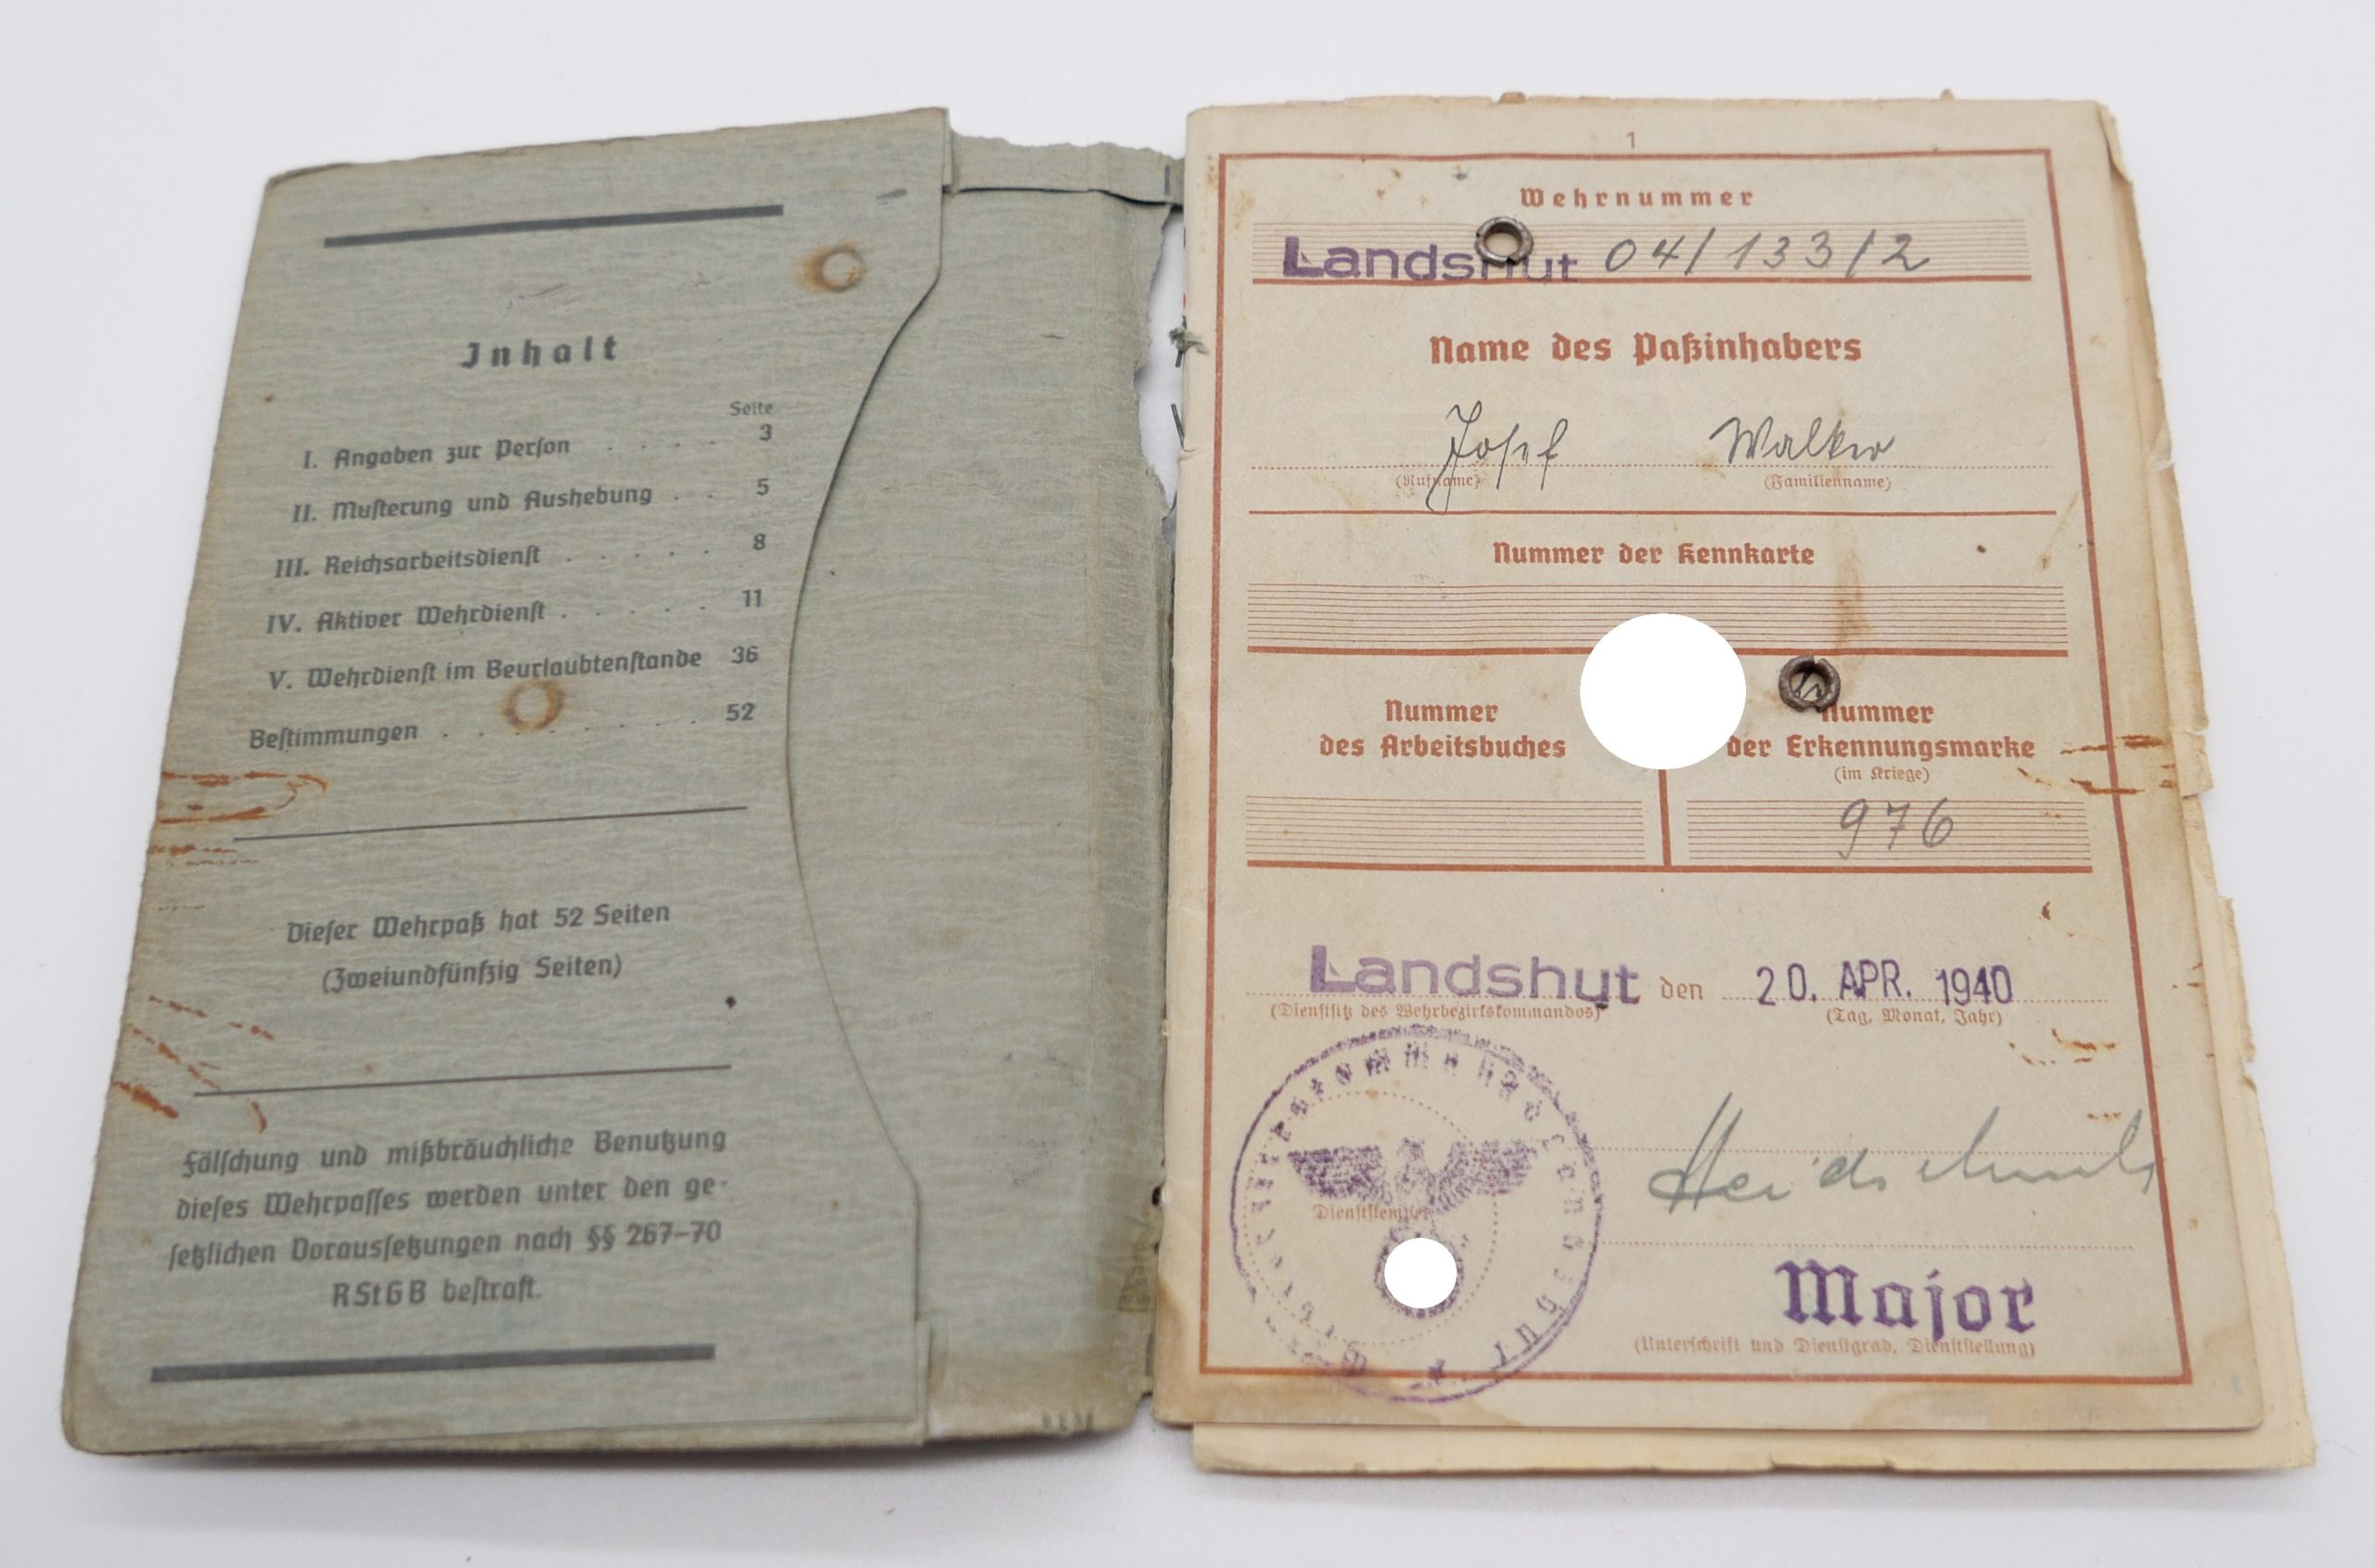 Inhalt
Seite
I. Angaben zur Perſon . . . . 3
II. Muſterung und Aushebung . . 5
III. Reichsarbeitsdienſt . . . . . 8
IV. Aktiver Wehrdienſt . . . . . 11
V. Wehrdienſt im Beurlaubtenſtande 36
Beſtimmungen . . . . . . . 52
Dieſer Wehrpaß hat 52 Seiten
(Zweiundfünfzig Seiten)
Fälſchung und mißbräuchliche Benutzung
dieſes Wehrpaſſes werden unter den ge-
ſetzlichen Vorausſetzungen nach §§ 267-70
RStGB beſtraft.
1
Wehrnummer
Landshut 04/133/2
Name des Paßinhabers
Josef Walker
(Rufname) (Familienname)
Nummer der Kennkarte
Nummer
des Arbeitsbuches
Nummer
der Erkennungsmarke
(im Kriege)
976
Landshut den 20. APR. 1940
(Dienſtſitz des Wehrbezirkskommandos) (Tag, Monat, Jahr)
Dienſtſtempel
Major
(Unterſchrift und Dienſtgrad, Dienſtſtellung)